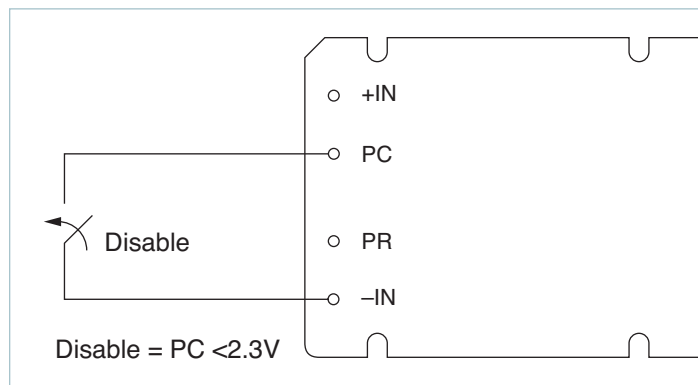 +IN
PC
Disable
PR
–IN
Disable = PC <2.3V